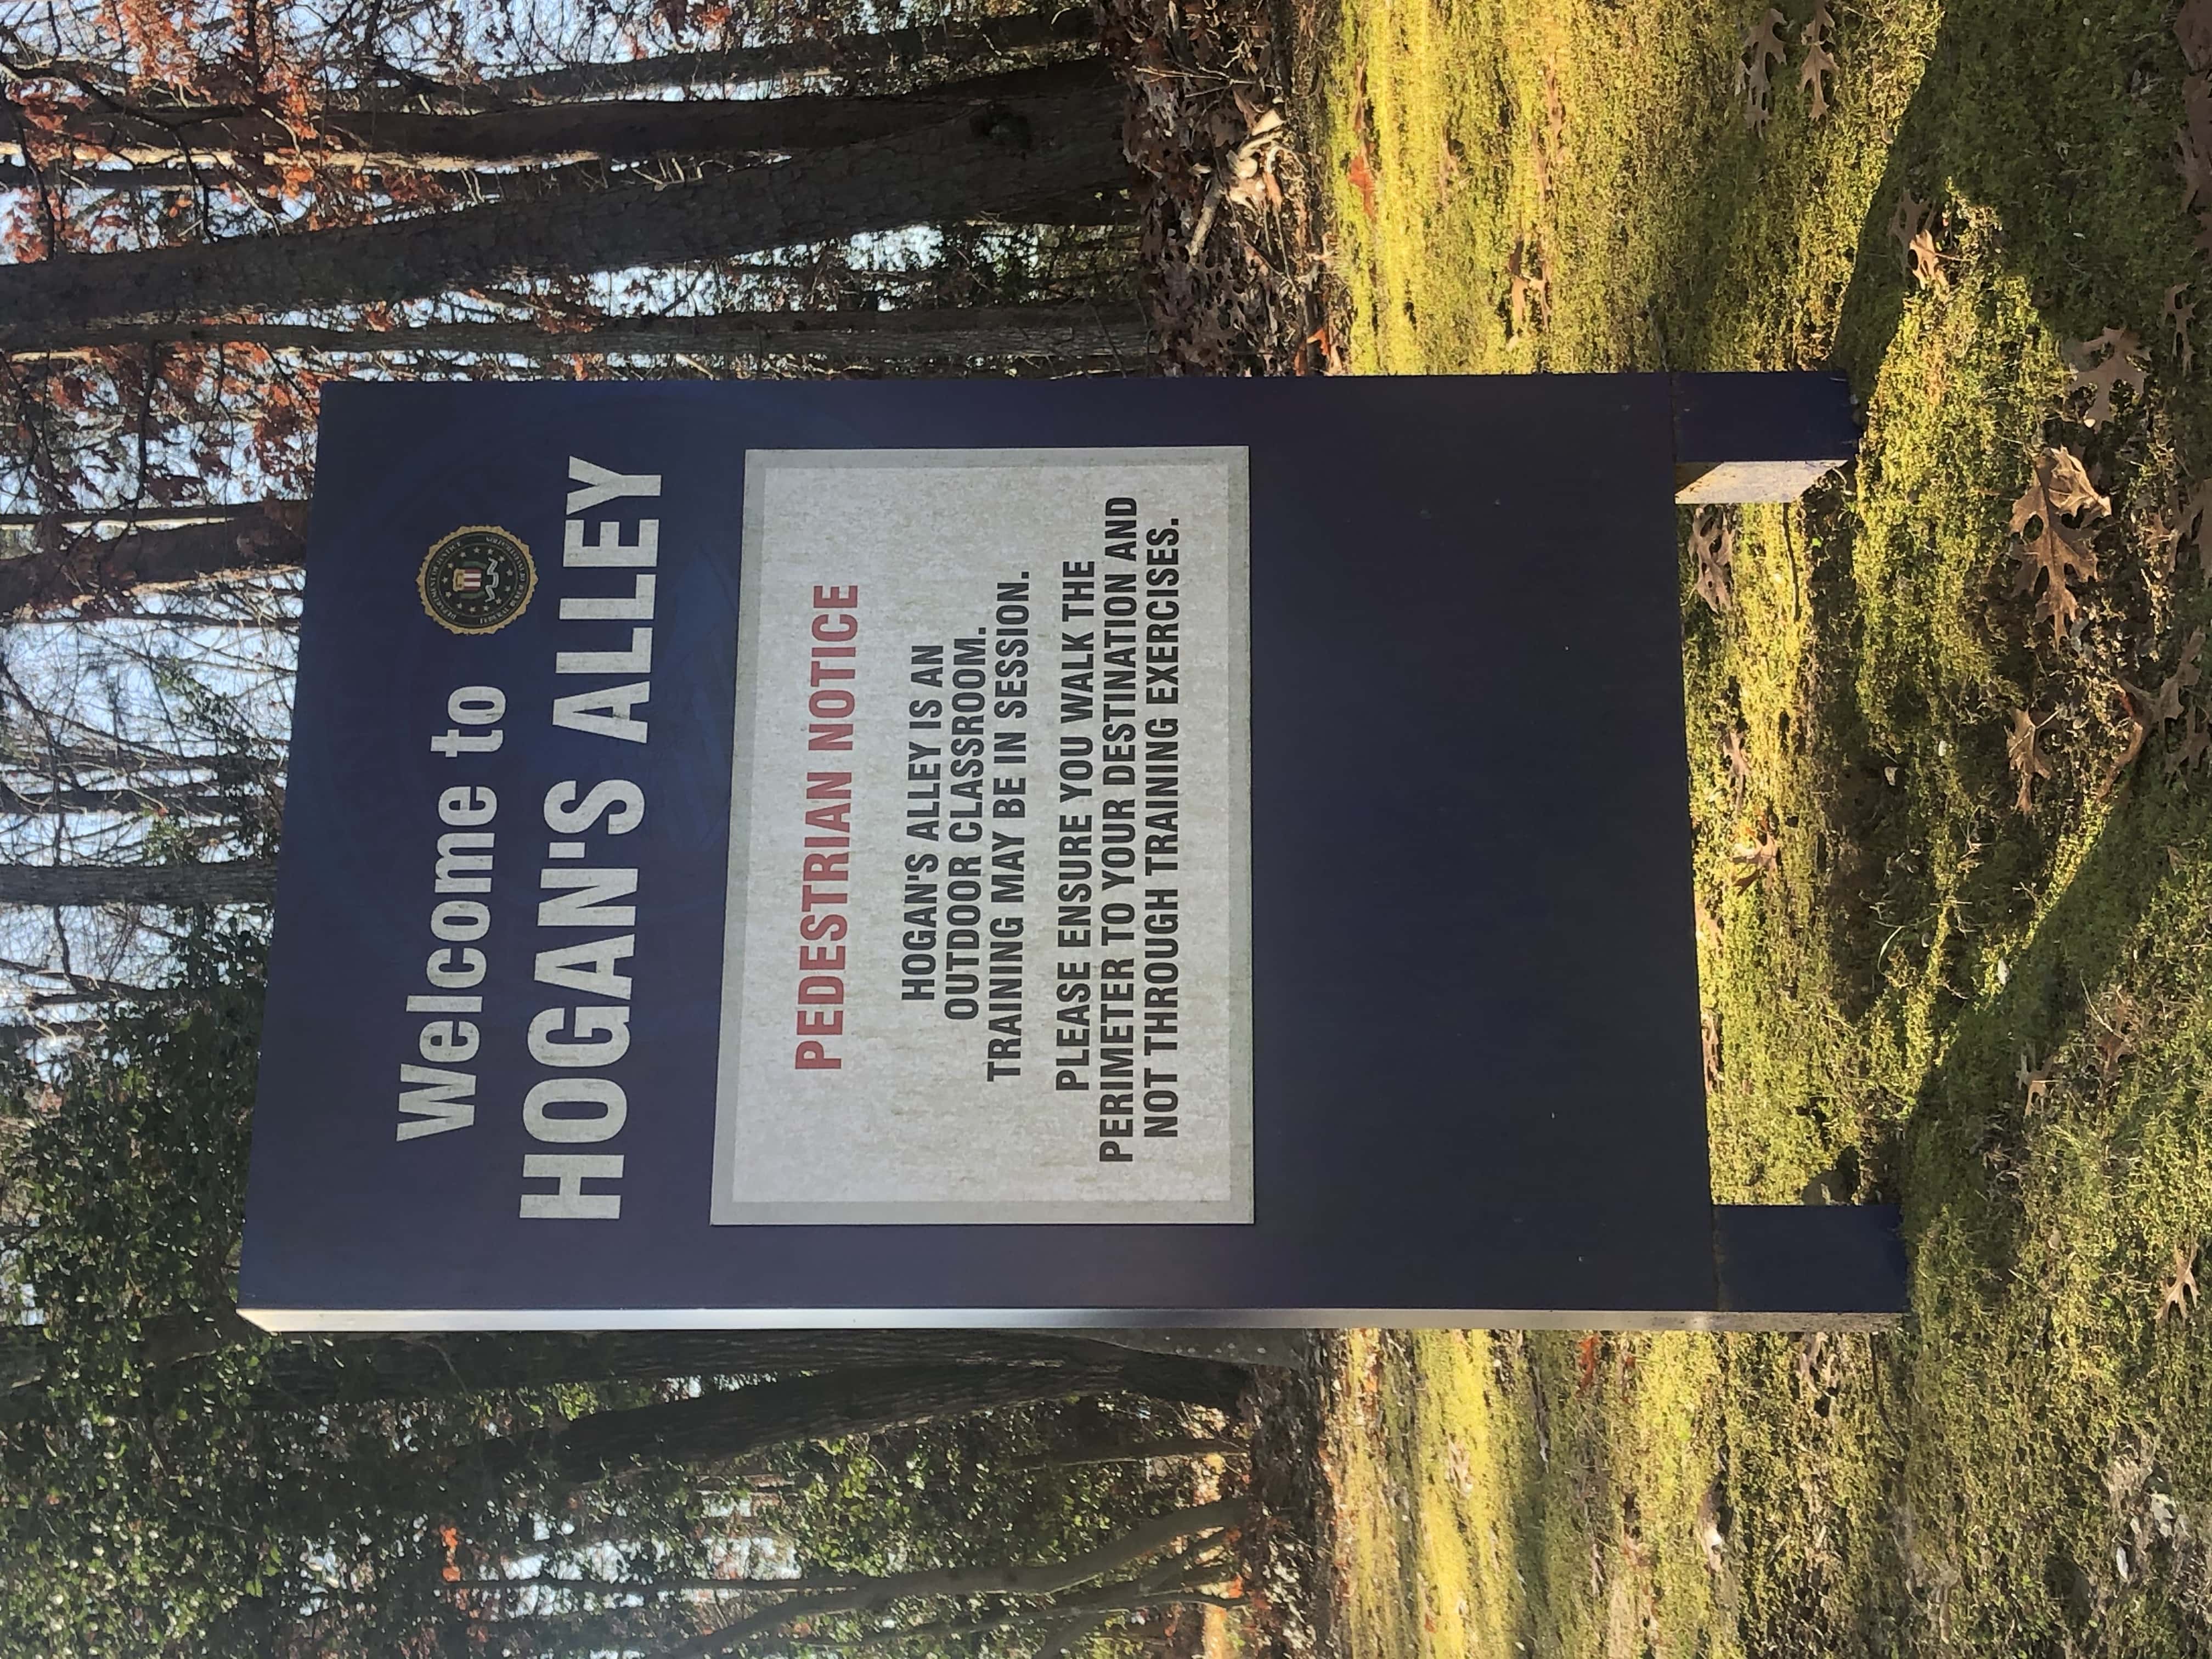 Welcome to
HOGAN'S ALLEY
PEDESTRIAN NOTICE
HOGAN'S ALLEY IS AN
OUTDOOR CLASSROOM.
TRAINING MAY BE IN SESSION.
PLEASE ENSURE YOU WALK THE
PERIMETER TO YOUR DESTINATION AND
NOT THROUGH TRAINING EXERCISES.